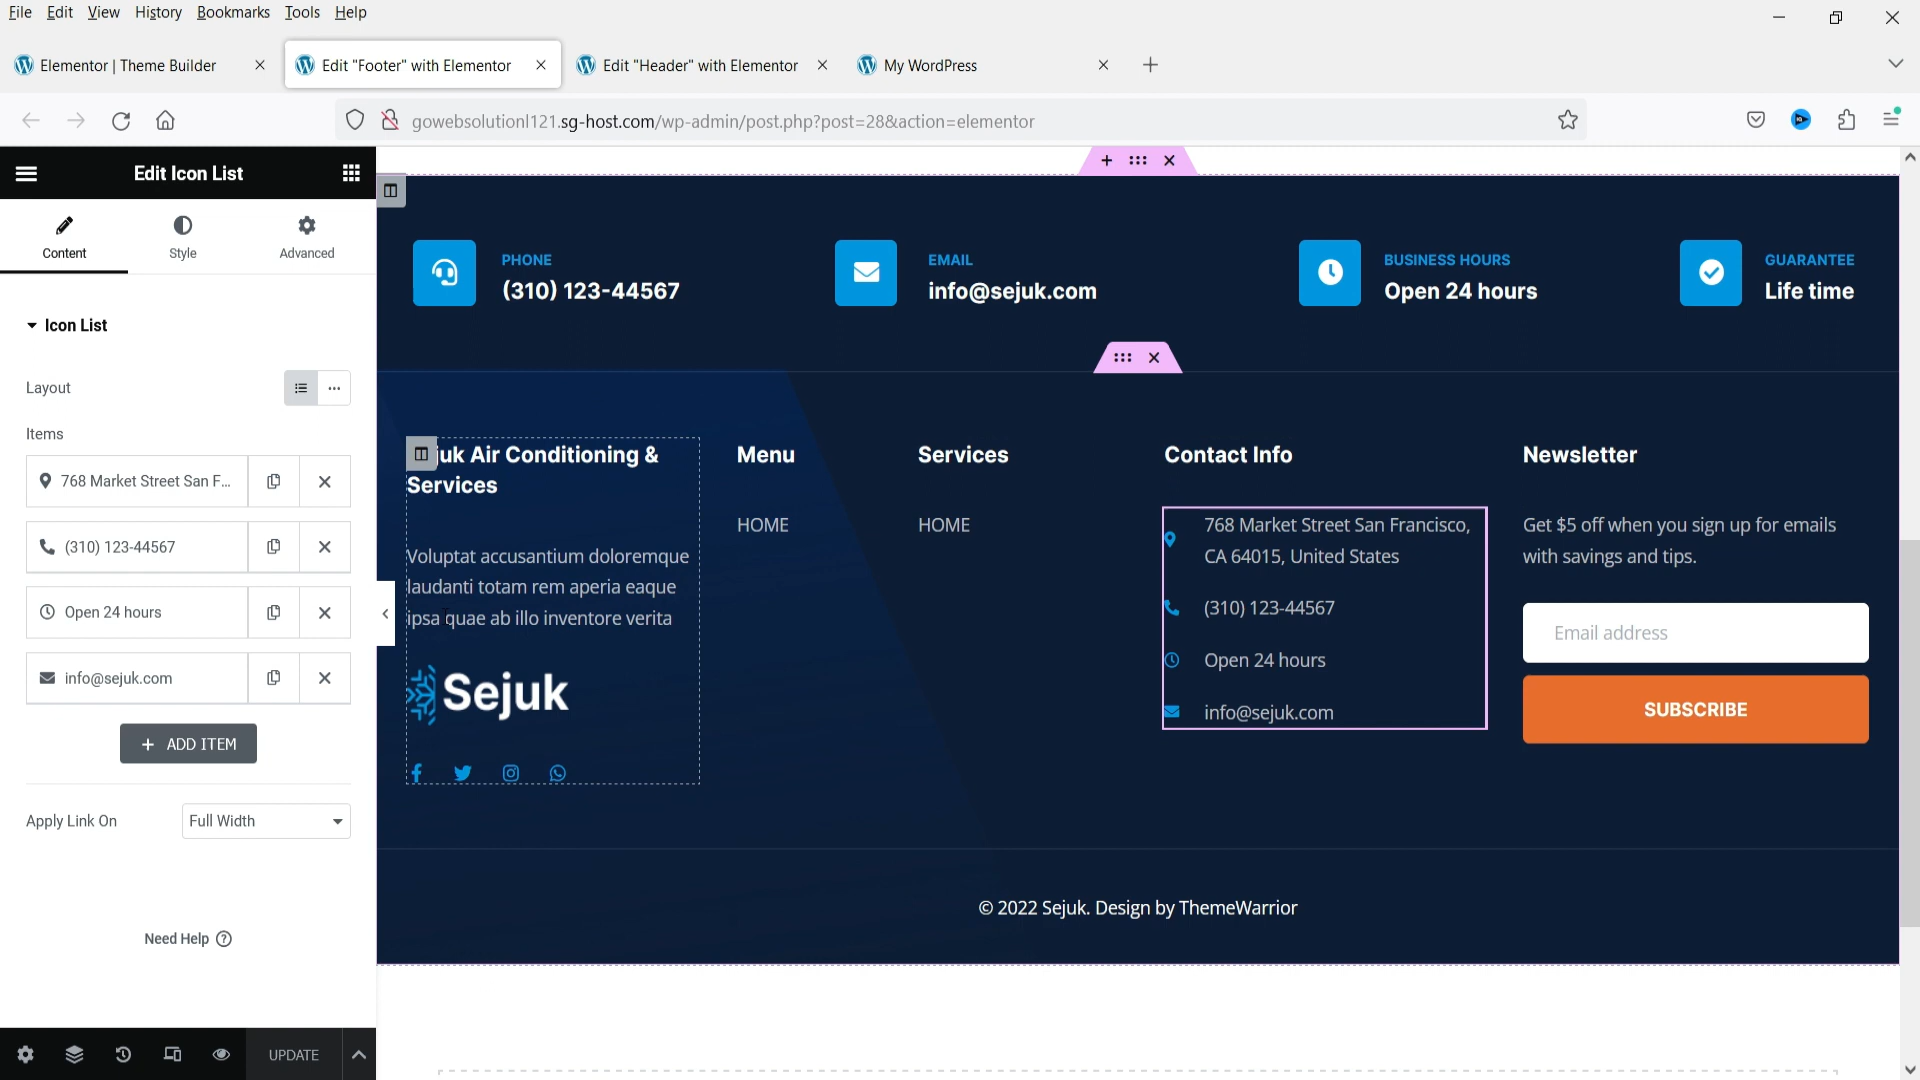 File Edit View History Bookmarks Tools Help
Elementor | Theme Builder
Edit "Footer" with Elementor
Edit "Header" with Elementor
My WordPress
gowebsolutionl121.sg-host.com/wp-admin/post.php?post=28&action=elementor
Edit Icon List
Content
Style
Advanced
Icon List
Layout
Items
768 Market Street San F...
(310) 123-44567
Open 24 hours
info@sejuk.com
+ ADD ITEM
Apply Link On
Full Width
Need Help
UPDATE
PHONE
(310) 123-44567
EMAIL
info@sejuk.com
BUSINESS HOURS
Open 24 hours
GUARANTEE
Life time
juk Air Conditioning &
Services
Voluptat accusantium doloremque
laudanti totam rem aperia eaque
ipsa quae ab illo inventore verita
Sejuk
Menu
HOME
Services
HOME
Contact Info
768 Market Street San Francisco,
CA 64015, United States
(310) 123-44567
Open 24 hours
info@sejuk.com
Newsletter
Get $5 off when you sign up for emails
with savings and tips.
Email address
SUBSCRIBE
© 2022 Sejuk. Design by ThemeWarrior